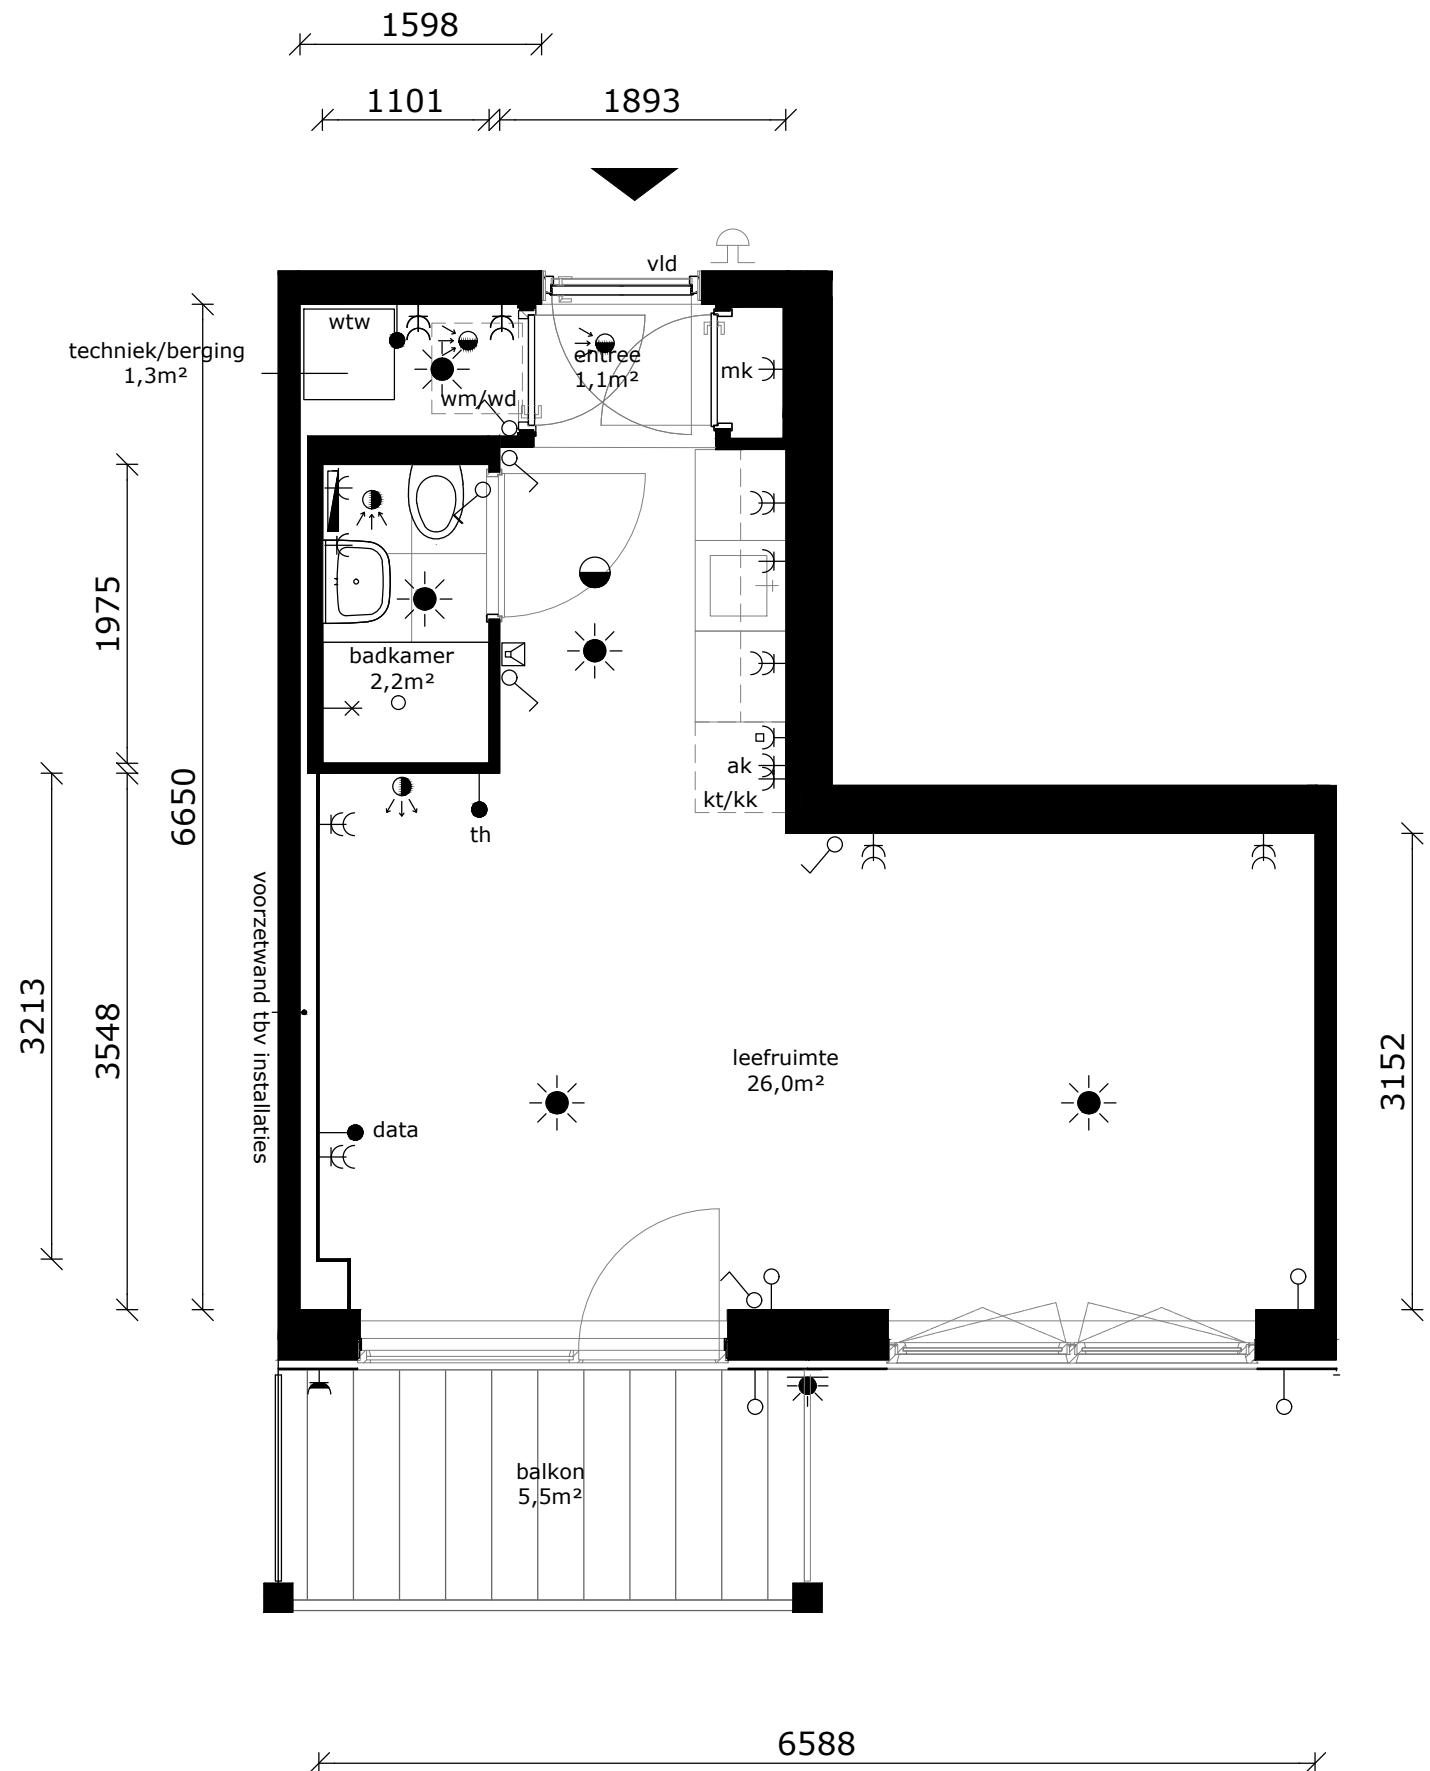 1598
1101
1893
vld
wtw
techniek/berging
1,3m²
entree
1,1m²
mk
wm/wd
1975
badkamer
2,2m²
6650
ak
kt/kk
th
voorzetwand tbv installaties
3213
3548
data
leefruimte
26,0m²
3152
balkon
5,5m²
6588